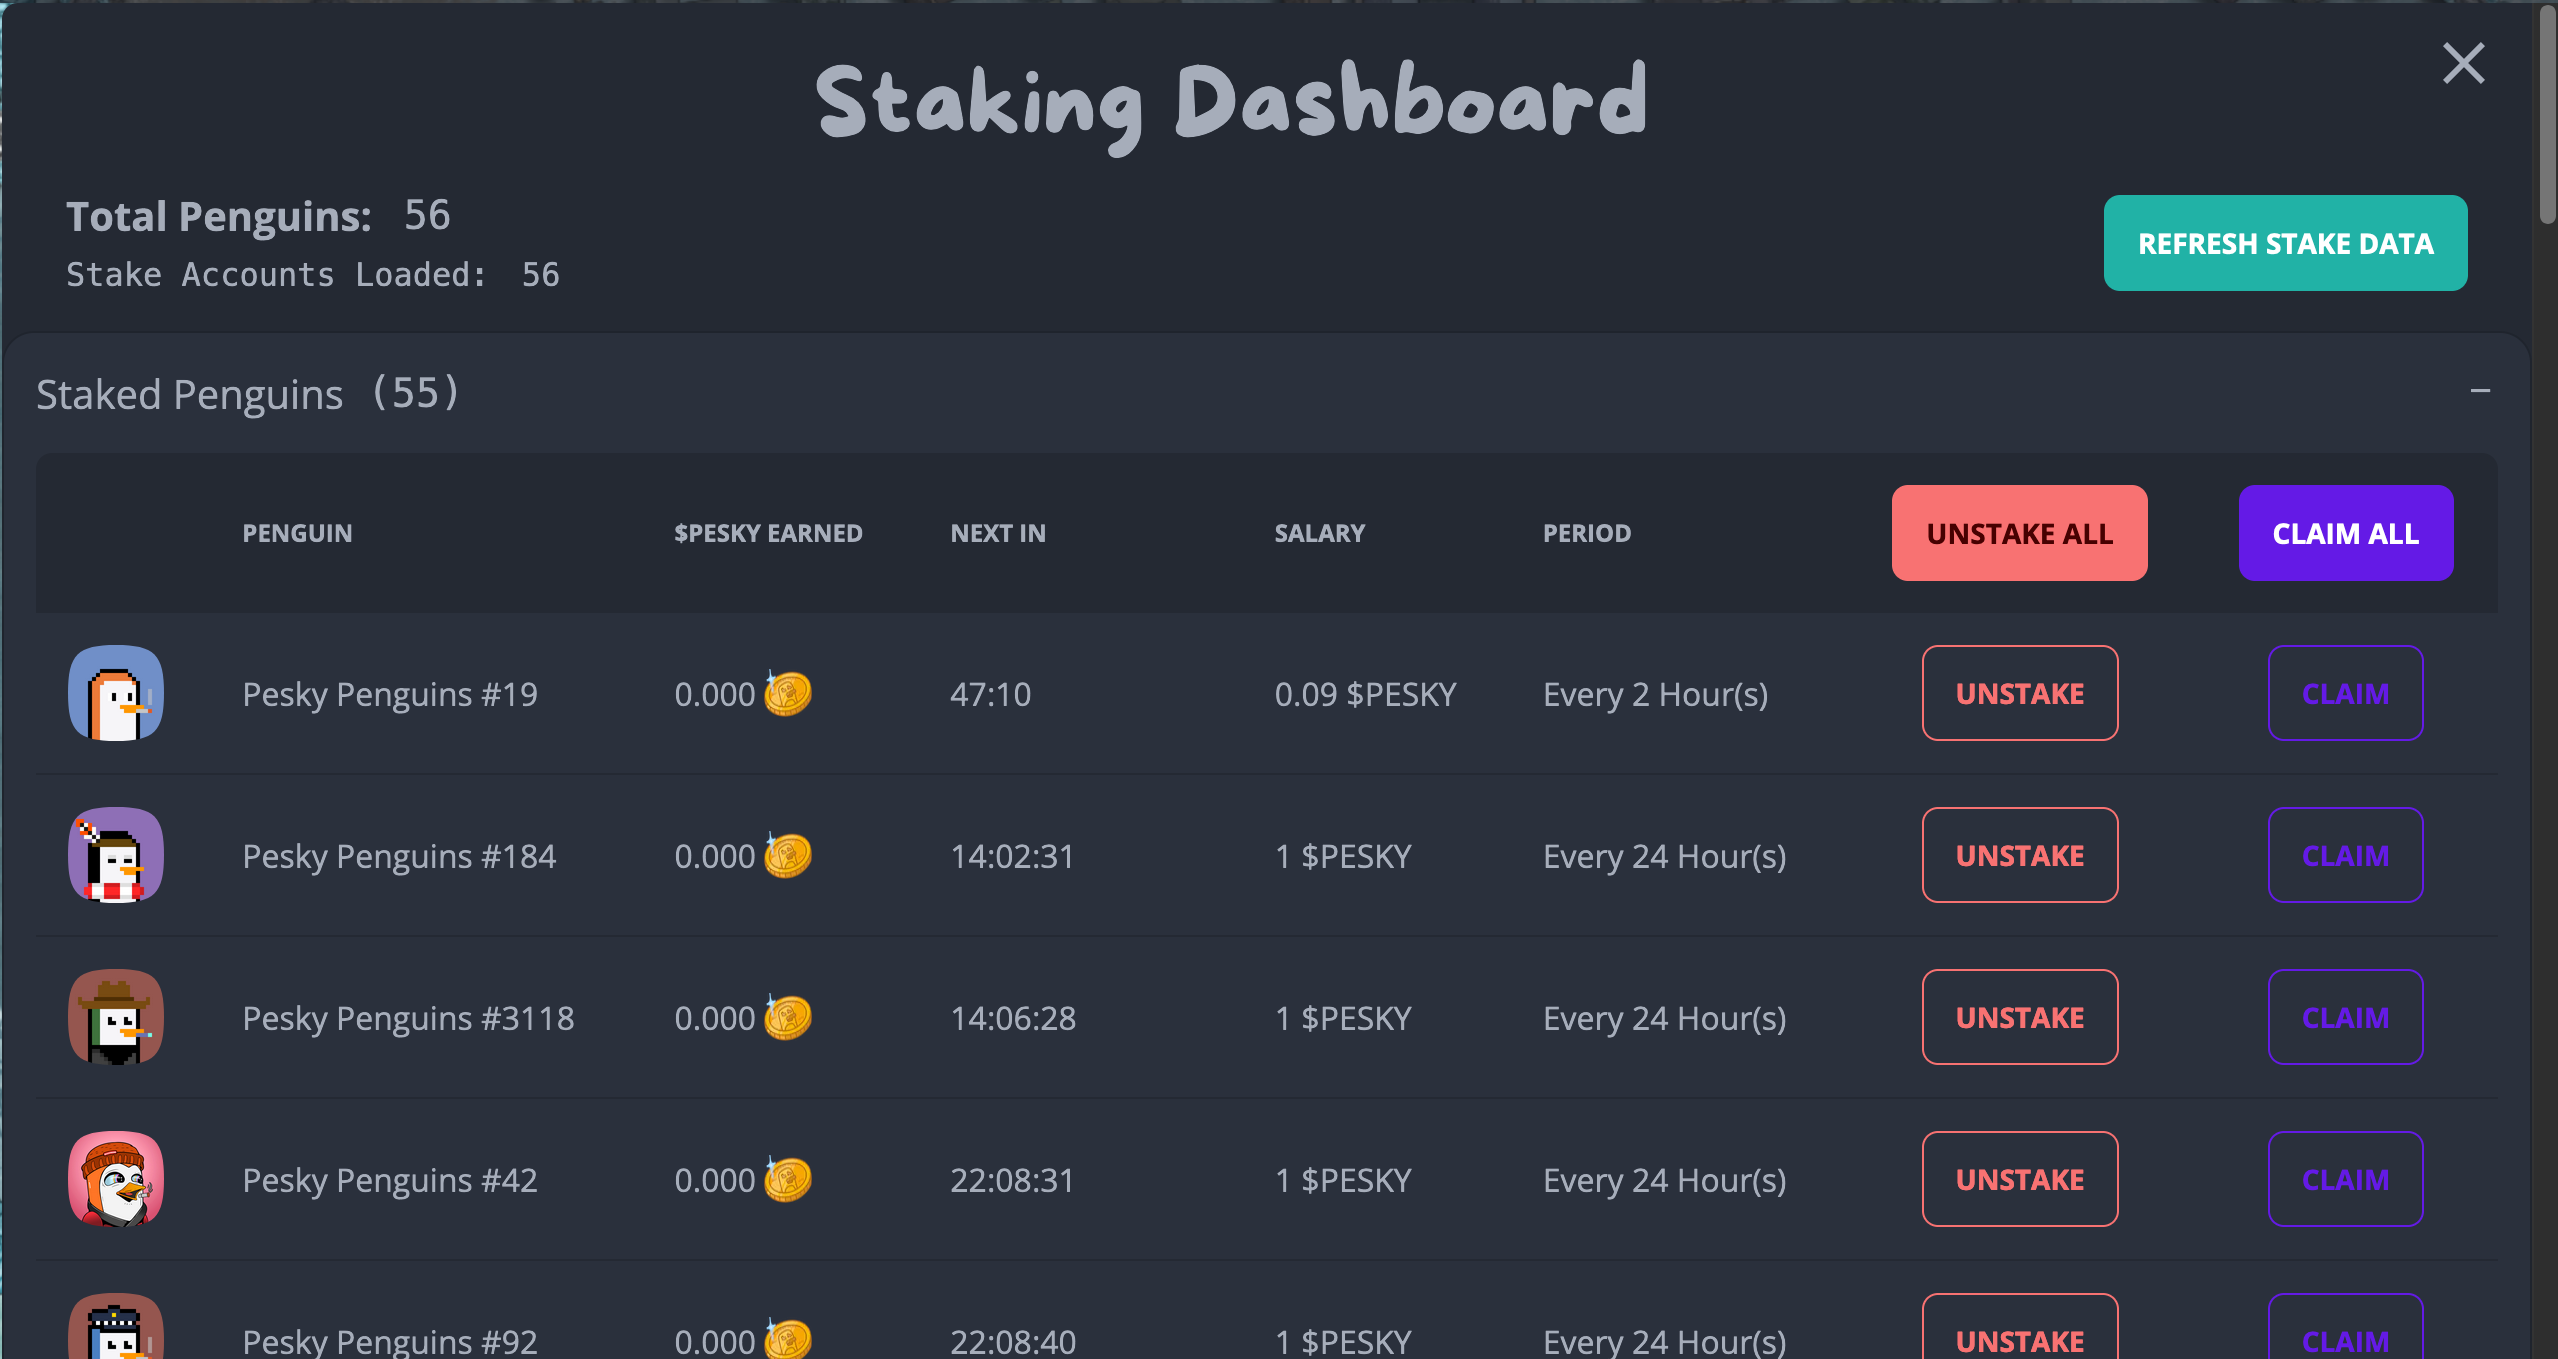 Staking Dashboard
Total Penguins: 56
Stake Accounts Loaded: 56
REFRESH STAKE DATA
Staked Penguins (55)
PENGUIN $PESKY EARNED NEXT IN SALARY PERIOD UNSTAKE ALL CLAIM ALL
Pesky Penguins #19 0.000 47:10 0.09 $PESKY Every 2 Hour(s) UNSTAKE CLAIM
Pesky Penguins #184 0.000 14:02:31 1 $PESKY Every 24 Hour(s) UNSTAKE CLAIM
Pesky Penguins #3118 0.000 14:06:28 1 $PESKY Every 24 Hour(s) UNSTAKE CLAIM
Pesky Penguins #42 0.000 22:08:31 1 $PESKY Every 24 Hour(s) UNSTAKE CLAIM
Pesky Penguins #92 0.000 22:08:40 1 $PESKY Every 24 Hour(s) UNSTAKE CLAIM